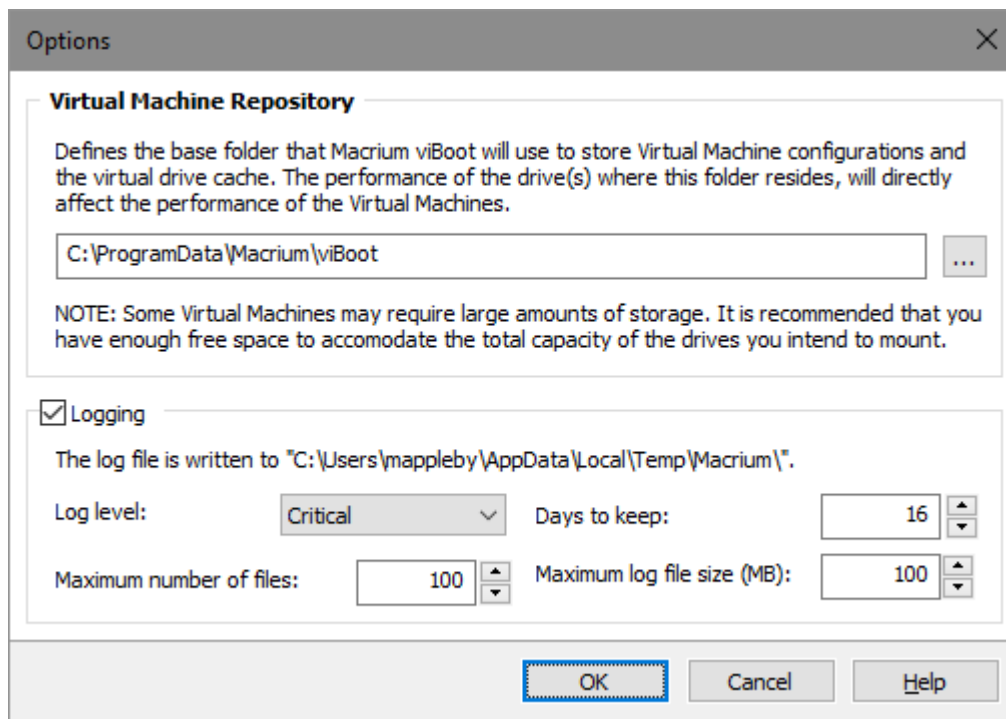 Options
Virtual Machine Repository
Defines the base folder that Macrium viBoot will use to store Virtual Machine configurations and
the virtual drive cache. The performance of the drive(s) where this folder resides, will directly
affect the performance of the Virtual Machines.
C:\ProgramData\Macrium\viBoot
...
NOTE: Some Virtual Machines may require large amounts of storage. It is recommended that you
have enough free space to accomodate the total capacity of the drives you intend to mount.
Logging
The log file is written to "C:\Users\mappleby\AppData\Local\Temp\Macrium\".
Log level: Critical Days to keep: 16
Maximum number of files: 100 Maximum log file size (MB): 100
OK Cancel Help